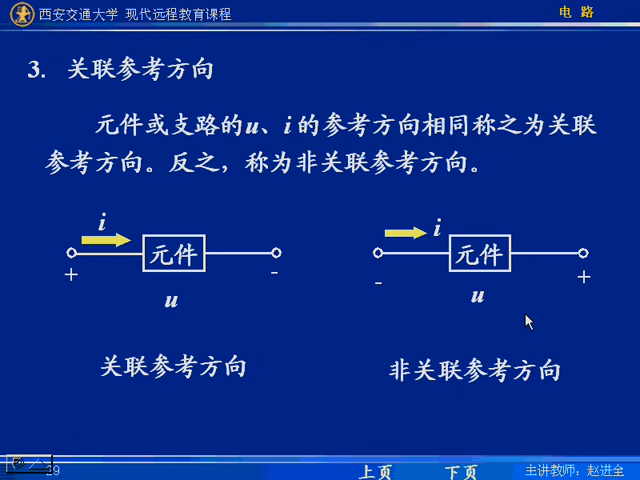 西安交通大学 现代远程教育课程
电 路
3. 关联参考方向
元件或支路的u、i 的参考方向相同称之为关联
参考方向。反之，称为非关联参考方向。
i
元件
+ -
u
关联参考方向
i
元件
- +
u
非关联参考方向
上页 下页
主讲教师：赵进全